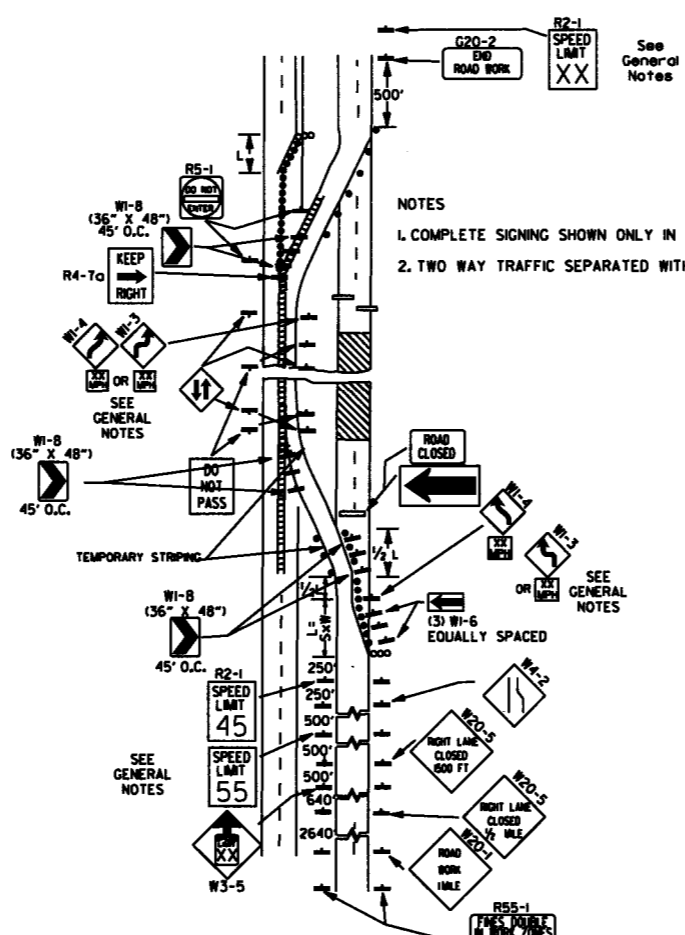 R2-1
SPEED
LIMIT
XX
See
General
Notes
G20-2
END
ROAD WORK
500'
L
R5-1
DO NOT
ENTER
W1-8
(36" X 48")
45' O.C.
NOTES
1. COMPLETE SIGNING SHOWN ONLY IN
2. TWO WAY TRAFFIC SEPARATED WITH
R4-7a
KEEP
RIGHT
W1-4
W1-3
XX
MPH
OR
XX
MPH
SEE
GENERAL
NOTES
W1-8
(36" X 48")
45' O.C.
DO
NOT
PASS
ROAD
CLOSED
W1-4
XX
MPH
W1-3
OR
XX
MPH
SEE
GENERAL
NOTES
TEMPORARY STRIPING
1/2 L
1/2 L
L=
SxW
W1-8
(36" X 48")
45' O.C.
(3) W1-6
EQUALLY SPACED
250'
250'
500'
500'
500'
640'
2640'
R2-1
SPEED
LIMIT
45
SPEED
LIMIT
55
SEE
GENERAL
NOTES
XX
W3-5
W4-2
W20-5
RIGHT LANE
CLOSED
1500 FT
W20-5
RIGHT LANE
CLOSED
1/2 MILE
W20-1
ROAD
WORK
1 MILE
R55-1
FINES DOUBLE
IN WORK ZONES